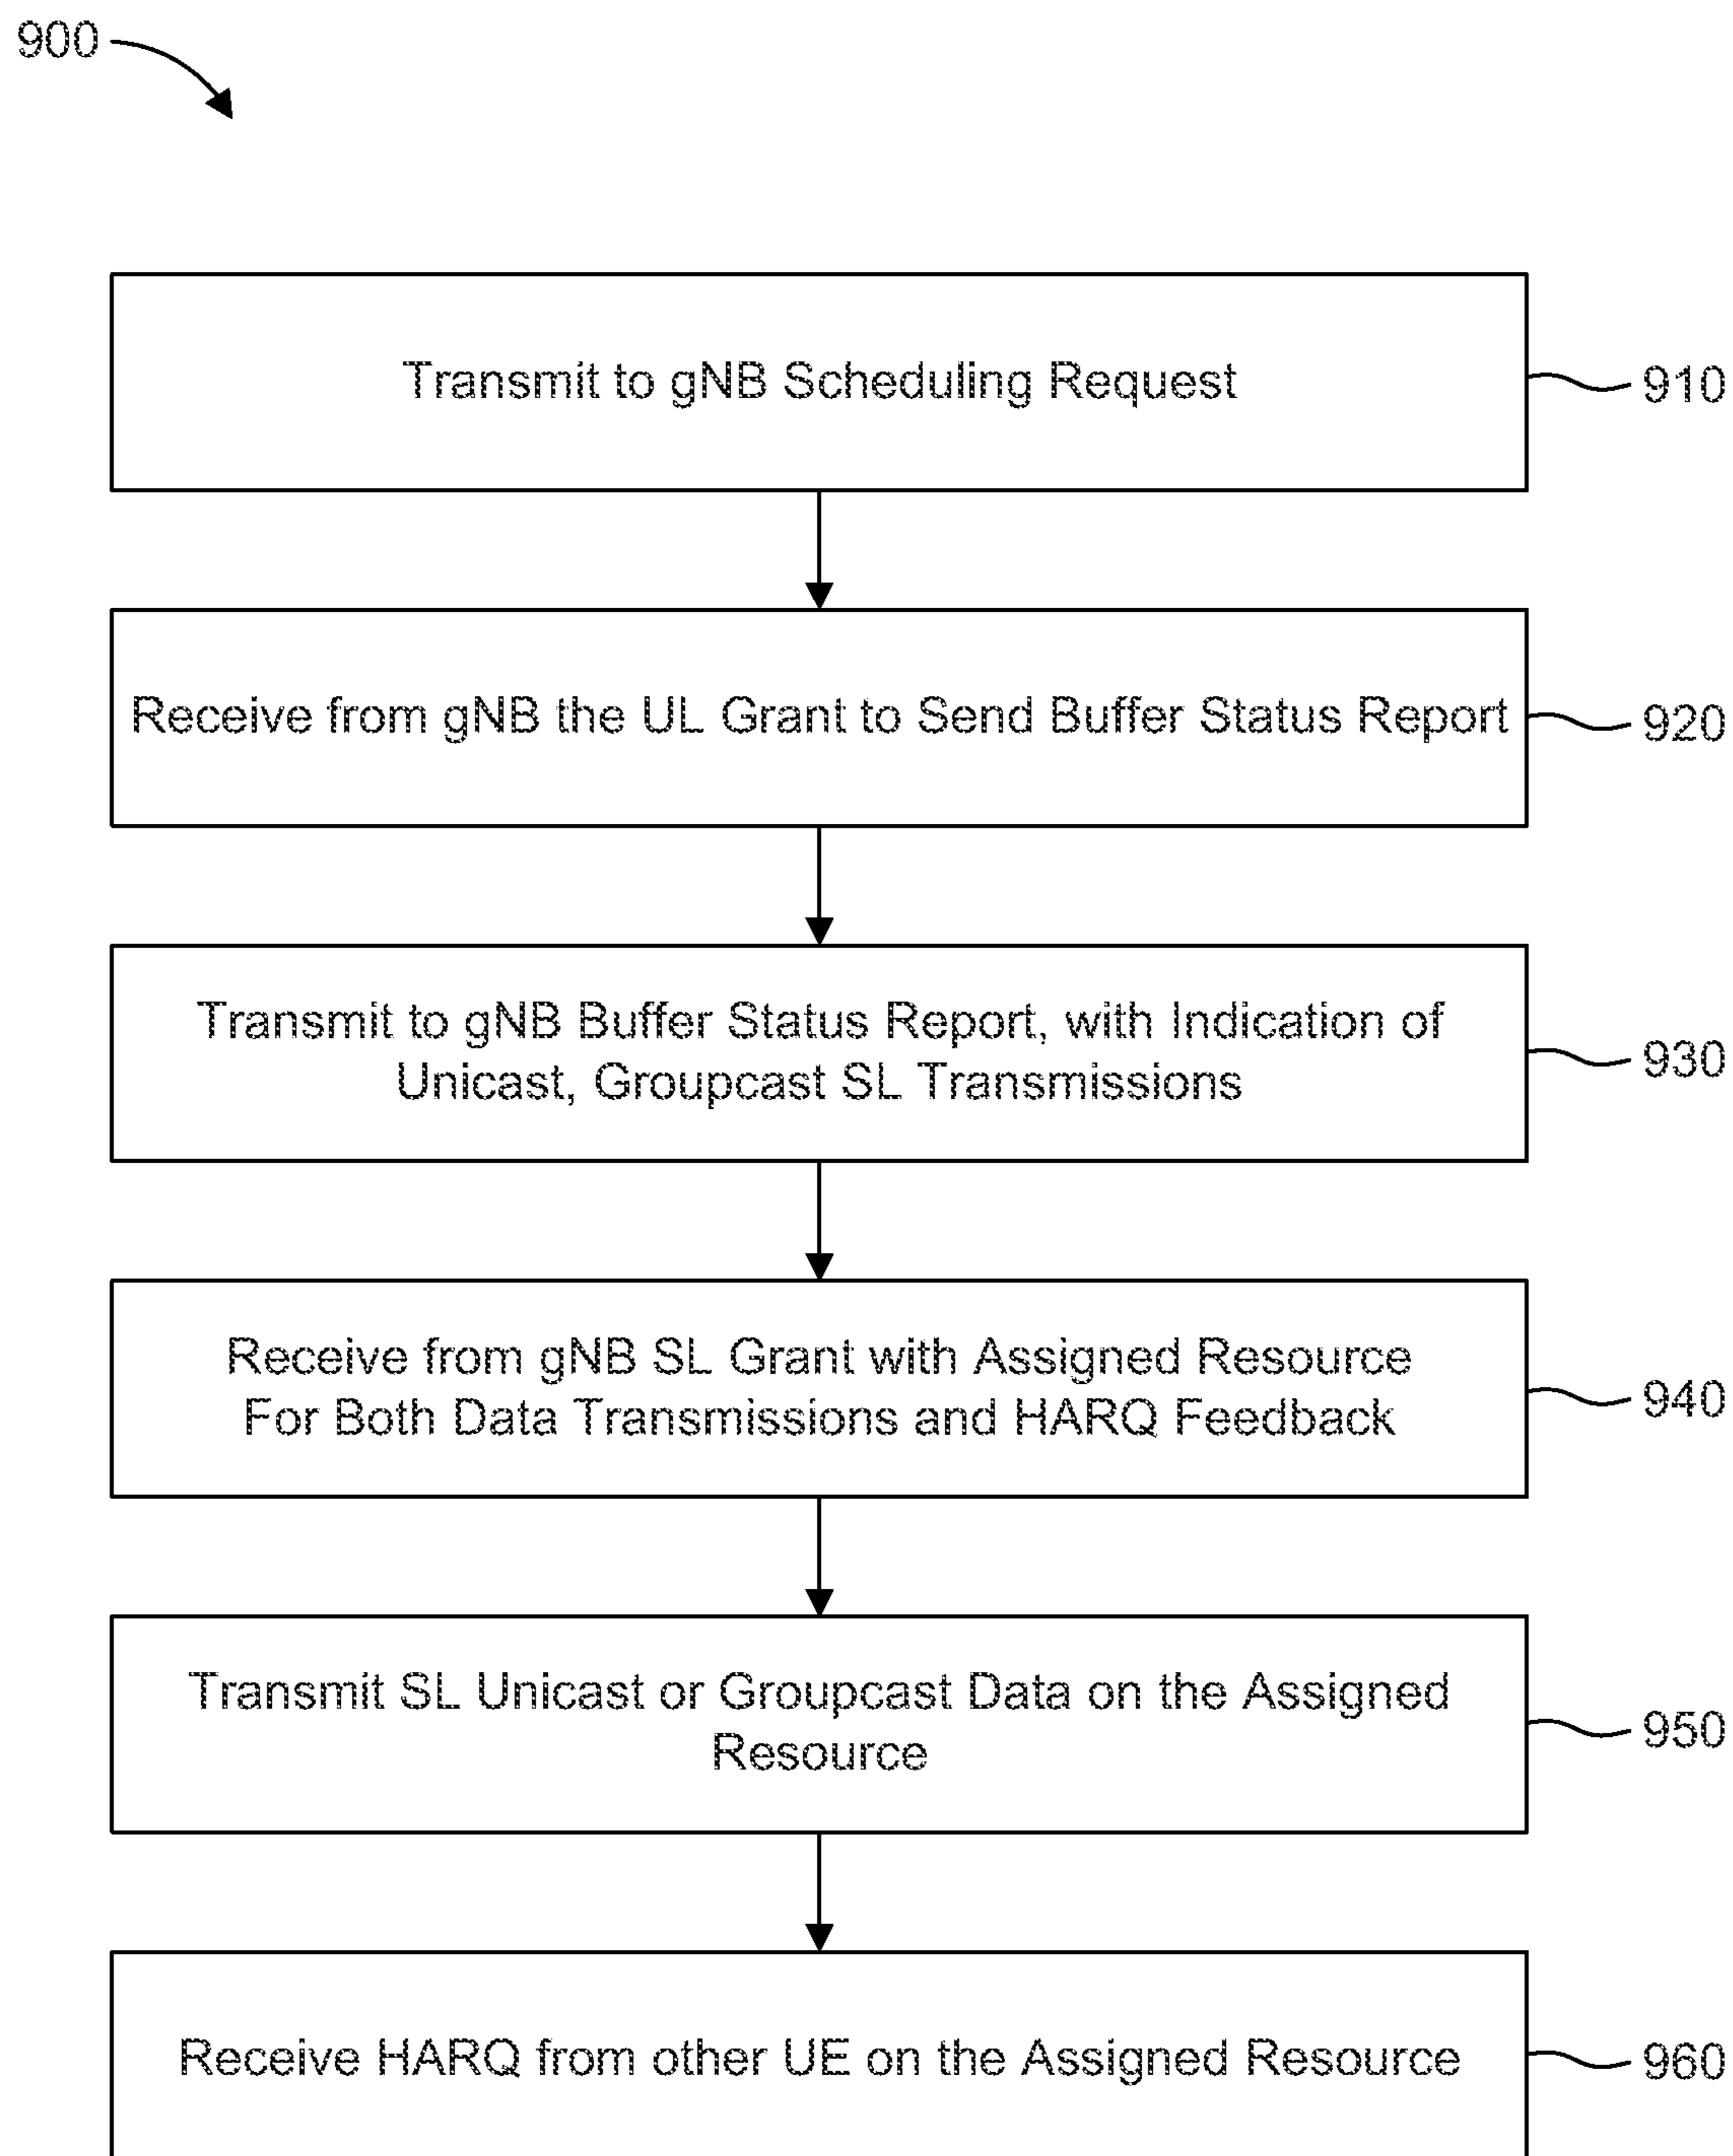 900
Transmit to gNB Scheduling Request
910
Receive from gNB the UL Grant to Send Buffer Status Report
920
Transmit to gNB Buffer Status Report, with Indication of
Unicast, Groupcast SL Transmissions
930
Receive from gNB SL Grant with Assigned Resource
For Both Data Transmissions and HARQ Feedback
940
Transmit SL Unicast or Groupcast Data on the Assigned
Resource
950
Receive HARQ from other UE on the Assigned Resource
960